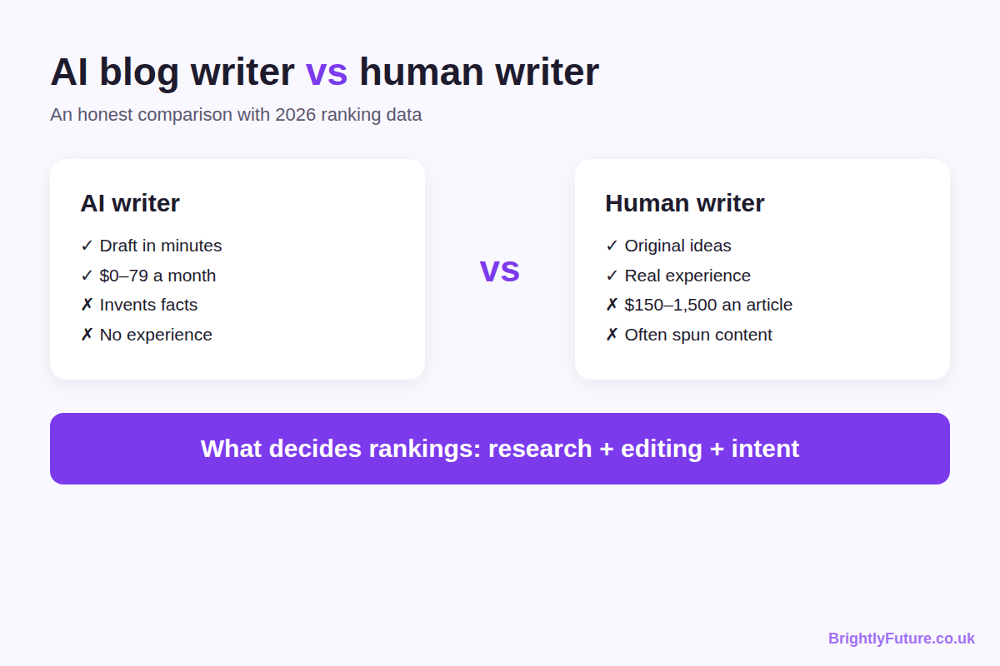 AI blog writer vs human writer
An honest comparison with 2026 ranking data
AI writer
✓ Draft in minutes
✓ $0–79 a month
✗ Invents facts
✗ No experience
vs
Human writer
✓ Original ideas
✓ Real experience
✗ $150–1,500 an article
✗ Often spun content
What decides rankings: research + editing + intent
BrightlyFuture.co.uk